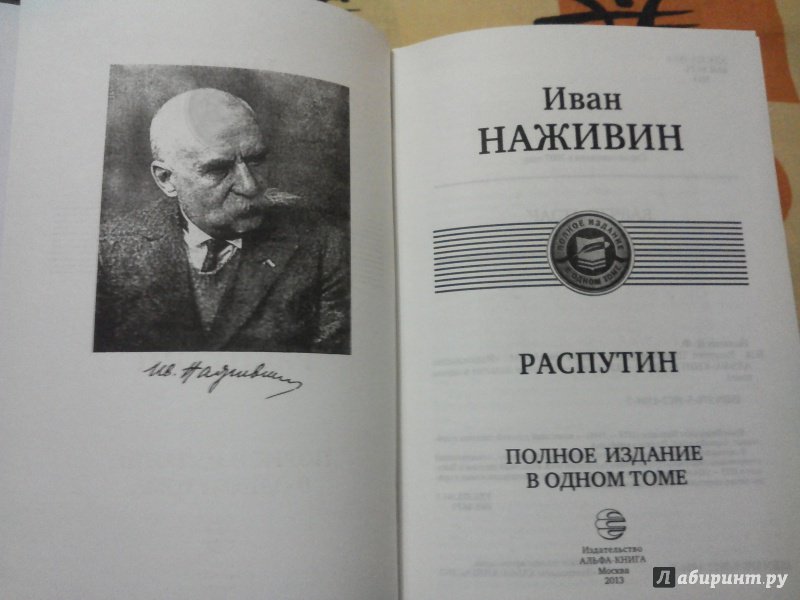 Ив. Наживин
Иван
НАЖИВИН
ПОЛНОЕ ИЗДАНИЕ
В ОДНОМ ТОМЕ
РАСПУТИН
ПОЛНОЕ ИЗДАНИЕ
В ОДНОМ ТОМЕ
Издательство
АЛЬФА-КНИГА
Москва
2013
Лабиринт.ру